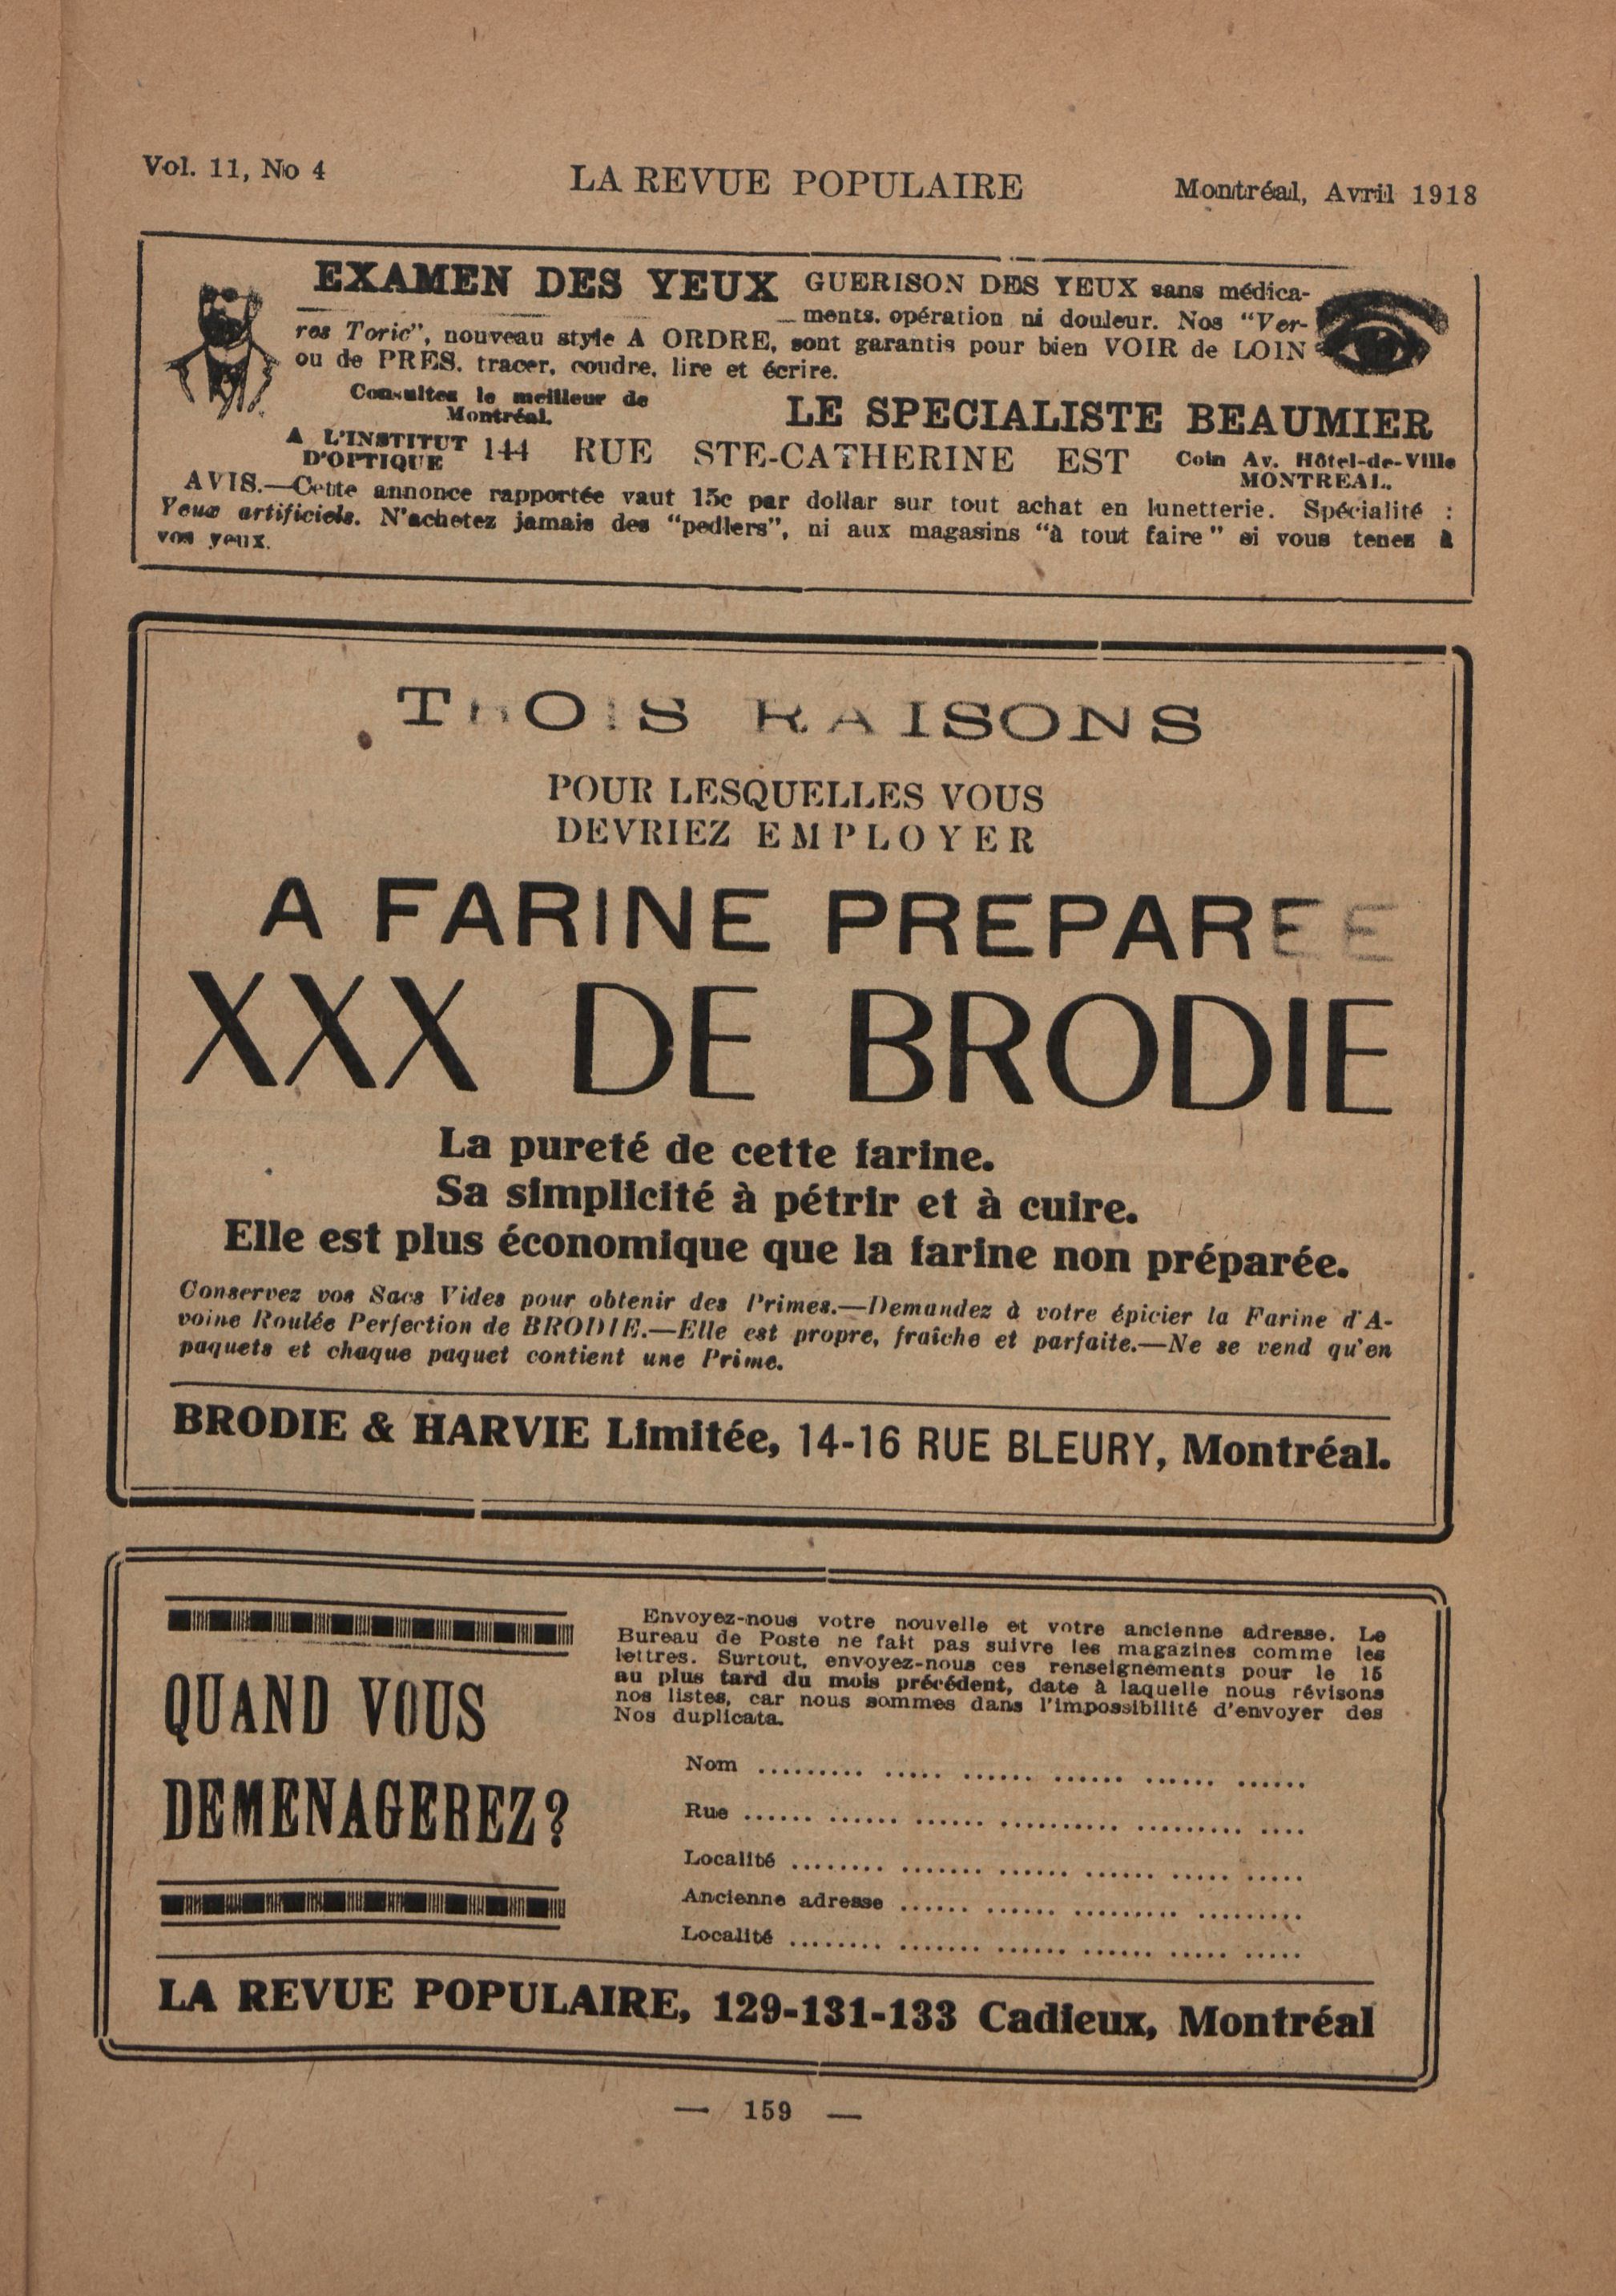 Vol. 11, No 4
LA REVUE POPULAIRE
Montréal, Avril 1918
EXAMEN DES YEUX
GUERISON DES YEUX sans médica-
ments, opération ni douleur. Nos "Ver-
res Toric", nouveau style A ORDRE, sont garantis pour bien VOIR de LOIN
ou de PRES, tracer, coudre, lire et écrire.
Consultez le meilleur de
Montréal.
LE SPECIALISTE BEAUMIER
A L'INSTITUT
D'OPTIQUE
144 RUE STE-CATHERINE EST
Coin Av. Hôtel-de-Ville
MONTREAL.
AVIS.—Cette annonce rapportée vaut 15c par dollar sur tout achat en lunetterie. Spécialité :
Yeux artificiels. N'achetez jamais des "pedlers", ni aux magasins "à tout faire" si vous tenez à
vos yeux.
TROIS RAISONS
POUR LESQUELLES VOUS
DEVRIEZ EMPLOYER
A FARINE PREPAREE
XXX DE BRODIE
La pureté de cette farine.
Sa simplicité à pétrir et à cuire.
Elle est plus économique que la farine non préparée.
Conservez vos Sacs Vides pour obtenir des Primes.—Demandez à votre épicier la Farine d'A-
voine Roulée Perfection de BRODIE.—Elle est propre, fraîche et parfaite.—Ne se vend qu'en
paquets et chaque paquet contient une Prime.
BRODIE & HARVIE Limitée, 14-16 RUE BLEURY, Montréal.
QUAND VOUS
DEMENAGEREZ?
Envoyez-nous votre nouvelle et votre ancienne adresse. Le
Bureau de Poste ne fait pas suivre les magazines comme les
lettres. Surtout, envoyez-nous ces renseignements pour le 15
au plus tard du mois précédent, date à laquelle nous révisons
nos listes, car nous sommes dans l'impossibilité d'envoyer des
Nos duplicata.
Nom ......... ..... ...... ...... ...... ......
Rue ...... ...... ...... .......... ......... ....
Localité ........ ....... ...... ...... ..... .....
Ancienne adresse ...... ...... ......... .........
Localité ........ ....... ...... ...... ..... .....
LA REVUE POPULAIRE, 129-131-133 Cadieux, Montréal
— 159 —